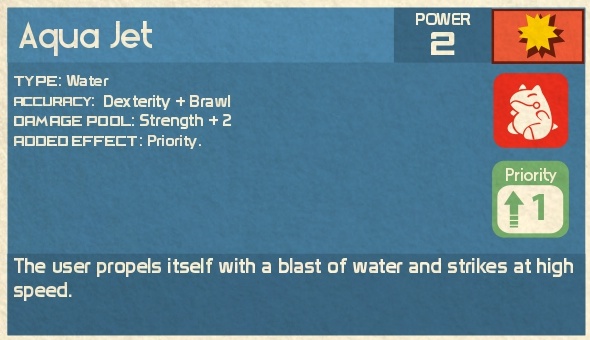 Aqua Jet
POWER
2
TYPE: Water
ACCURACY: Dexterity + Brawl
DAMAGE POOL: Strength + 2
ADDED EFFECT: Priority.
Priority
1
The user propels itself with a blast of water and strikes at high
speed.